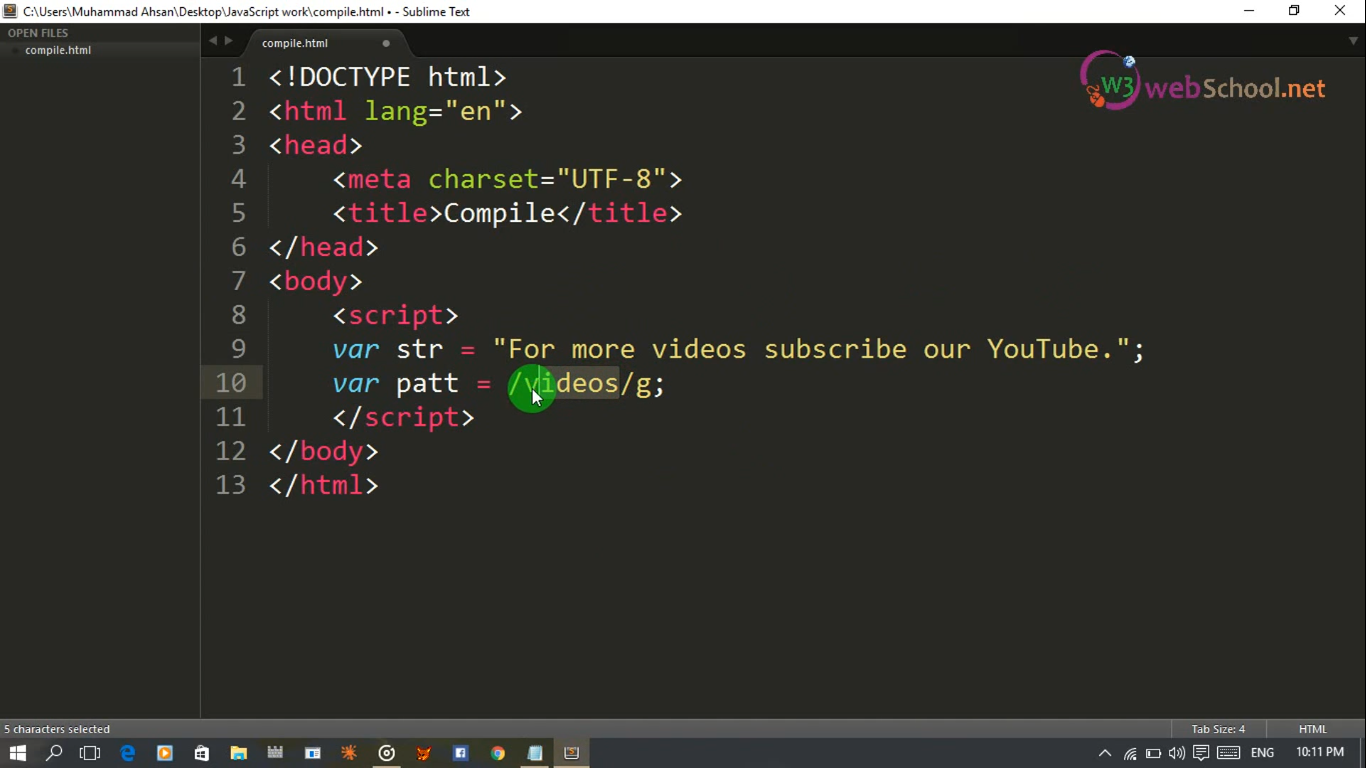 C:\Users\Muhammad Ahsan\Desktop\JavaScript work\compile.html • - Sublime Text
OPEN FILES
compile.html
compile.html
W3 webSchool.net
1 <!DOCTYPE html>
2 <html lang="en">
3 <head>
4 <meta charset="UTF-8">
5 <title>Compile</title>
6 </head>
7 <body>
8 <script>
9 var str = "For more videos subscribe our YouTube.";
10 var patt = /videos/g;
11 </script>
12 </body>
13 </html>
5 characters selected
Tab Size: 4
HTML
ENG
10:11 PM